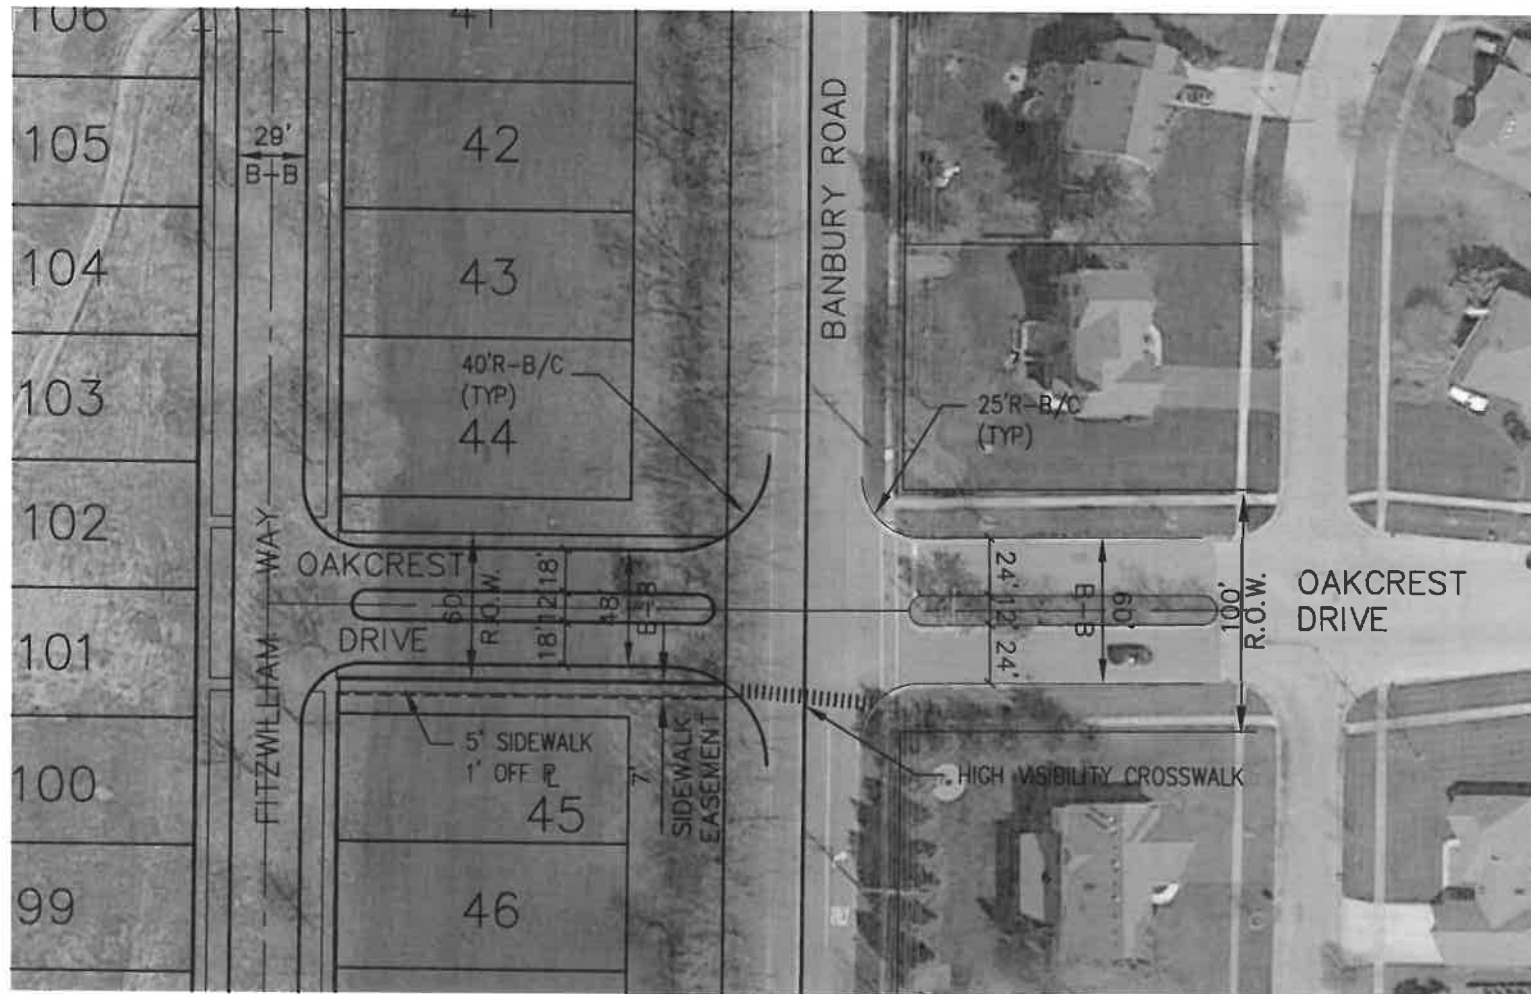 106
41
105
42
29'
B-B
104
43
103
40'R-B/C
(TYP)
44
BANBURY ROAD
25'R-B/C
(TYP)
102
FITZWILLIAM WAY
OAKCREST
DRIVE
60'
R.O.W.
18'
12'
18'
48'
B-B
24'
12'
24'
60'
B-B
100'
R.O.W.
OAKCREST
DRIVE
101
5' SIDEWALK
1' OFF ⅊
7'
SIDEWALK
EASEMENT
HIGH VISIBILITY CROSSWALK
100
45
99
46